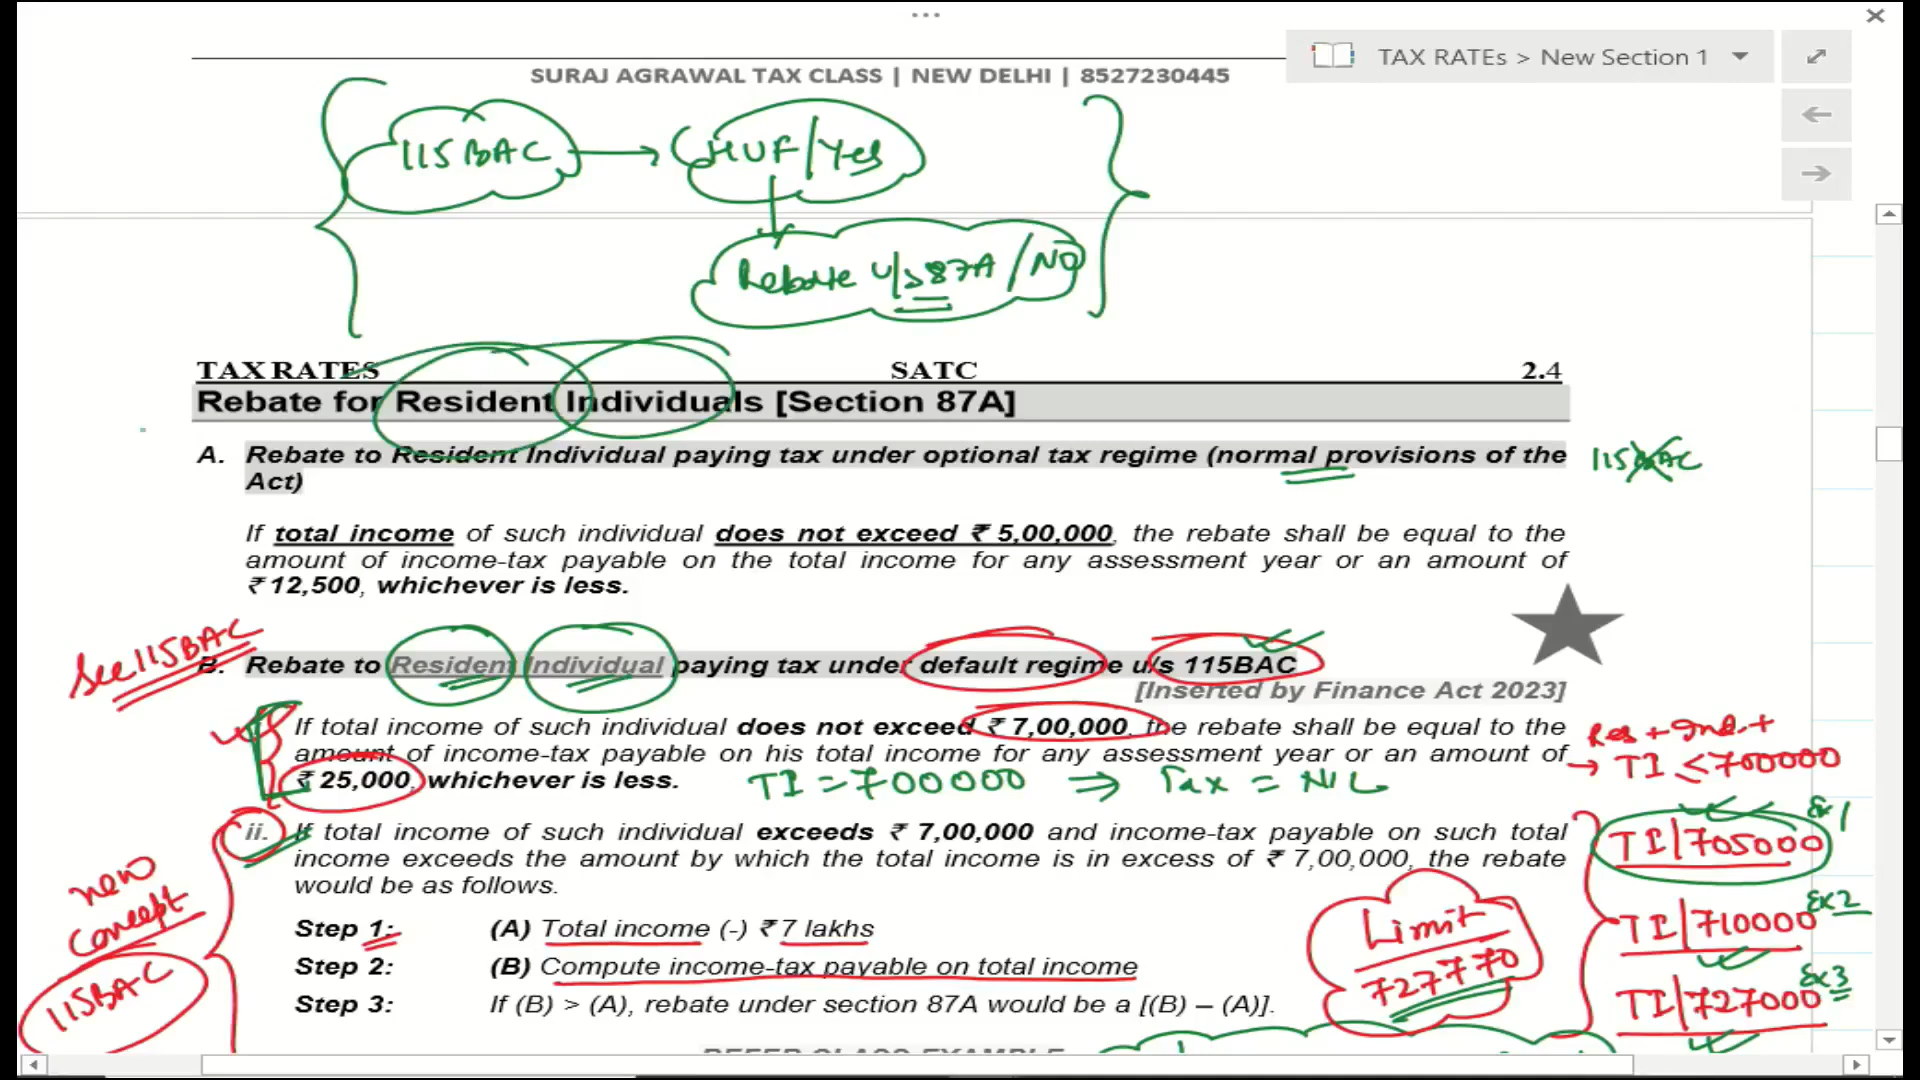 TAX RATEs > New Section 1
SURAJ AGRAWAL TAX CLASS | NEW DELHI | 8527230445
115BAC → HUF/Yes
Rebate u/s 87A / NO
TAX RATES SATC 2.4
Rebate for Resident Individuals [Section 87A]
A. Rebate to Resident Individual paying tax under optional tax regime (normal provisions of the
Act)
115BAC
If total income of such individual does not exceed ₹ 5,00,000, the rebate shall be equal to the
amount of income-tax payable on the total income for any assessment year or an amount of
₹ 12,500, whichever is less.
See 115BAC
B. Rebate to Resident Individual paying tax under default regime u/s 115BAC
[Inserted by Finance Act 2023]
If total income of such individual does not exceed ₹ 7,00,000, the rebate shall be equal to the
amount of income-tax payable on his total income for any assessment year or an amount of
₹ 25,000, whichever is less.
TI = 700000 ⇒ Tax = NIL
Res + Ind. +
→ TI ≤ 700000
ii. If total income of such individual exceeds ₹ 7,00,000 and income-tax payable on such total
income exceeds the amount by which the total income is in excess of ₹ 7,00,000, the rebate
would be as follows.
Ex 1
TI|705000
new
concept
115BAC
Step 1: (A) Total income (-) ₹ 7 lakhs
Step 2: (B) Compute income-tax payable on total income
Step 3: If (B) > (A), rebate under section 87A would be a [(B) – (A)].
Limit
727770
Ex 2
TI|710000
Ex 3
TI|727000
REFER CLASS EXAMPLE